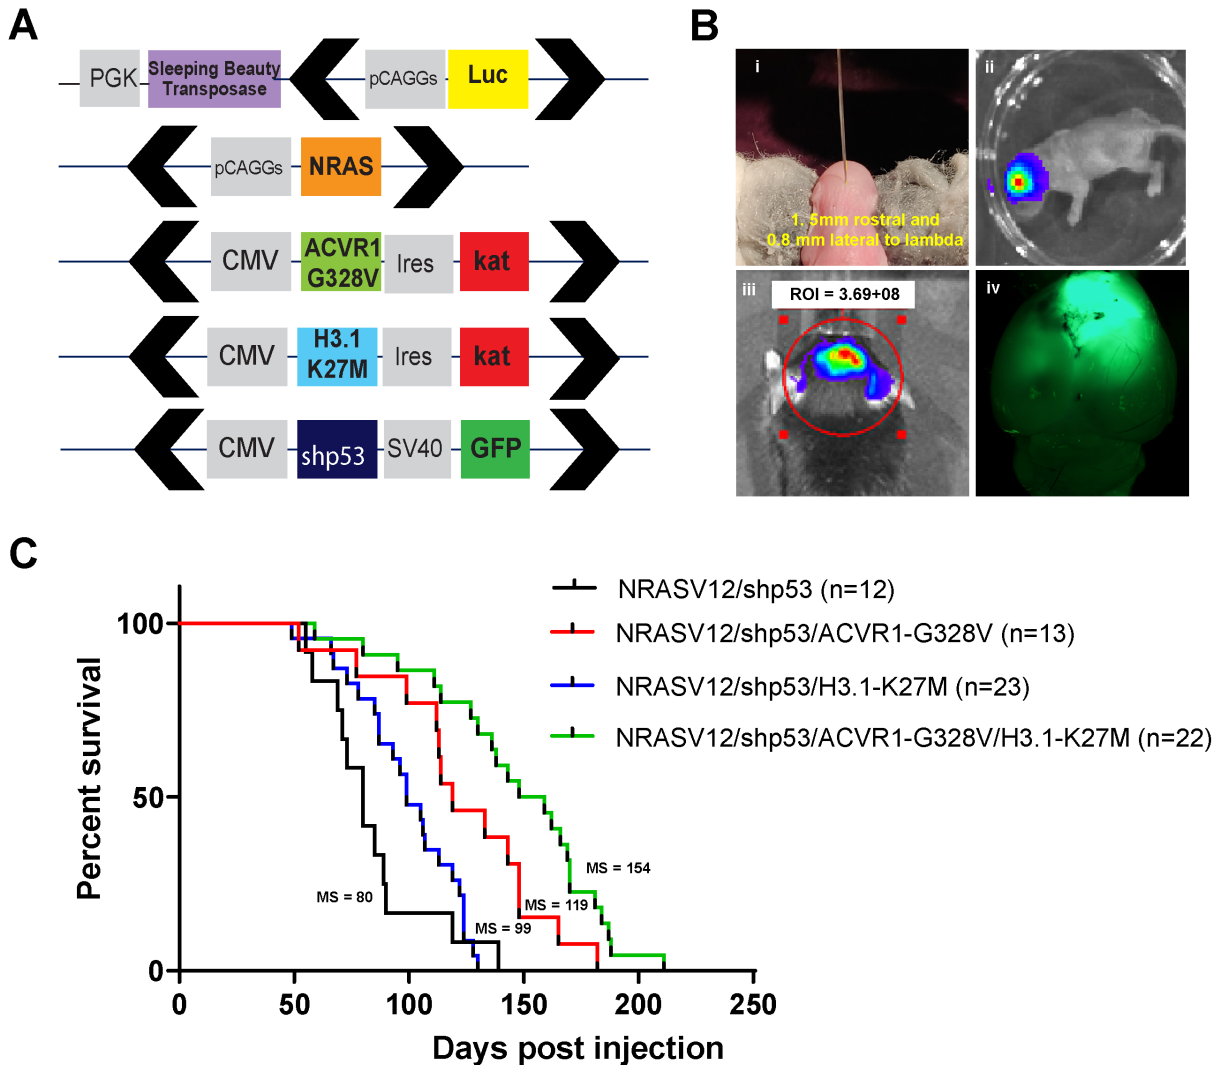 A
PGK
Sleeping Beauty
Transposase
pCAGGs
Luc
pCAGGs
NRAS
CMV
ACVR1
G328V
Ires
kat
CMV
H3.1
K27M
Ires
kat
CMV
shp53
SV40
GFP
B
i
1. 5mm rostral and
0.8 mm lateral to lambda
ii
iii
ROI = 3.69+08
iv
C
Percent survival
100
50
0
0
50
100
150
200
250
Days post injection
MS = 80
MS = 99
MS = 119
MS = 154
NRASV12/shp53 (n=12)
NRASV12/shp53/ACVR1-G328V (n=13)
NRASV12/shp53/H3.1-K27M (n=23)
NRASV12/shp53/ACVR1-G328V/H3.1-K27M (n=22)